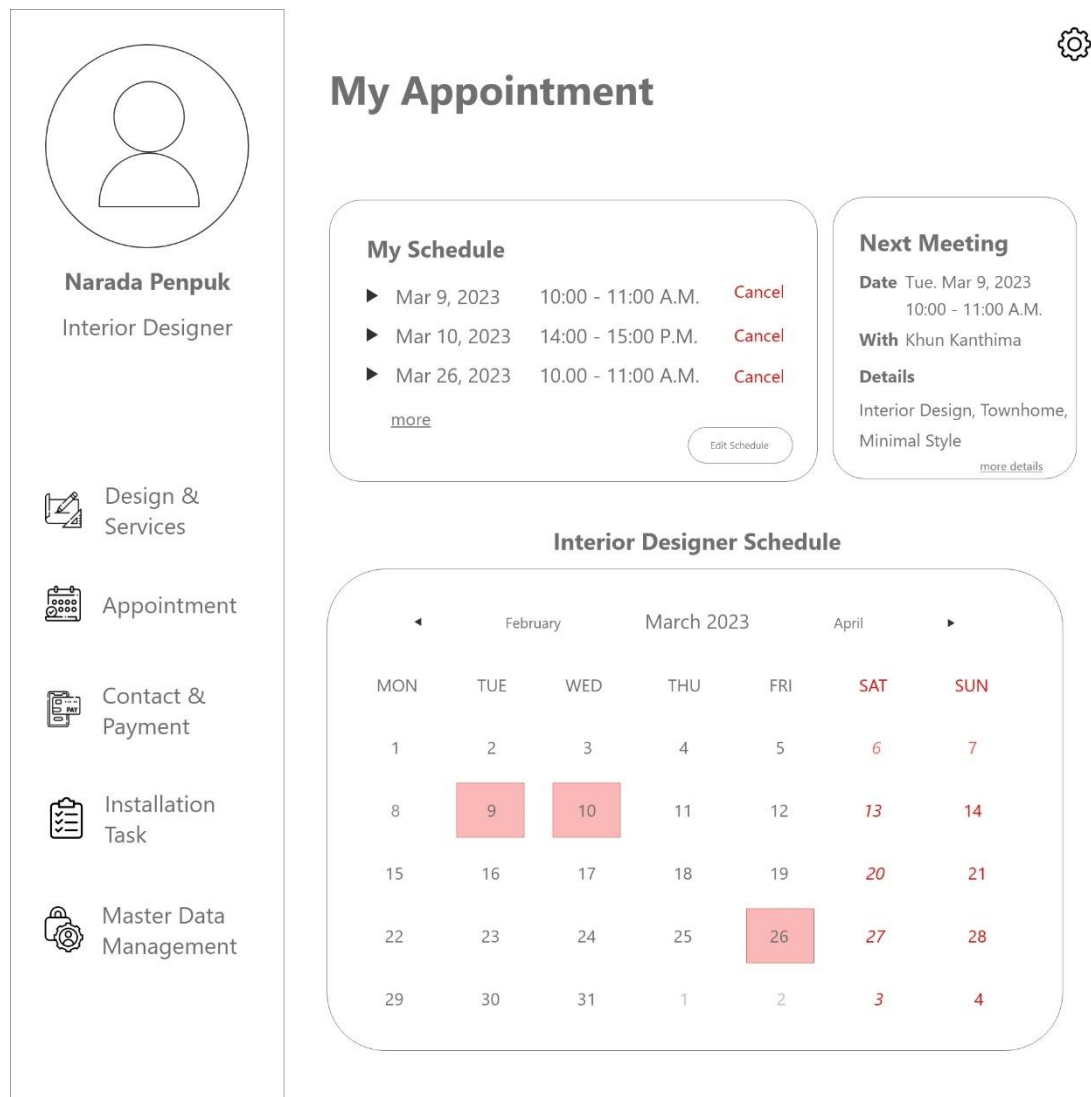 My Appointment
Narada Penpuk
Interior Designer
Design &
Services
Appointment
Contact &
Payment
PAY
Installation
Task
Master Data
Management
My Schedule
Mar 9, 2023 10:00 - 11:00 A.M. Cancel
Mar 10, 2023 14:00 - 15:00 P.M. Cancel
Mar 26, 2023 10.00 - 11:00 A.M. Cancel
more
Edit Schedule
Next Meeting
Date Tue. Mar 9, 2023
10:00 - 11:00 A.M.
With Khun Kanthima
Details
Interior Design, Townhome,
Minimal Style
more details
Interior Designer Schedule
February March 2023 April
MON TUE WED THU FRI SAT SUN
1 2 3 4 5 6 7
8 9 10 11 12 13 14
15 16 17 18 19 20 21
22 23 24 25 26 27 28
29 30 31 1 2 3 4